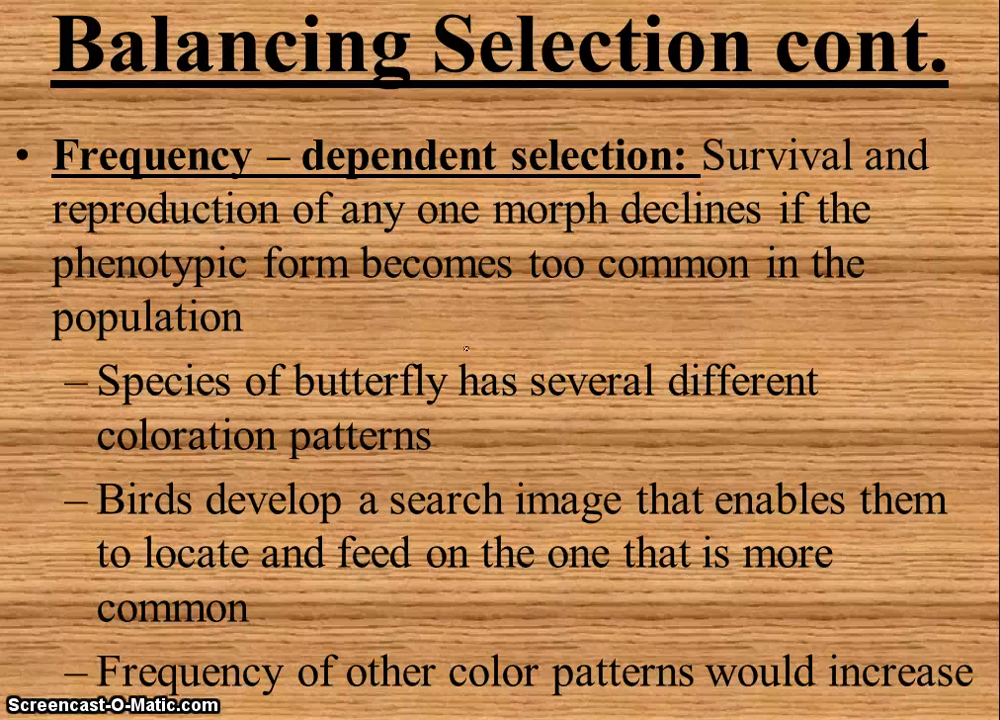 Balancing Selection cont.
• Frequency – dependent selection: Survival and
reproduction of any one morph declines if the
phenotypic form becomes too common in the
population
– Species of butterfly has several different
coloration patterns
– Birds develop a search image that enables them
to locate and feed on the one that is more
common
– Frequency of other color patterns would increase
Screencast-O-Matic.com